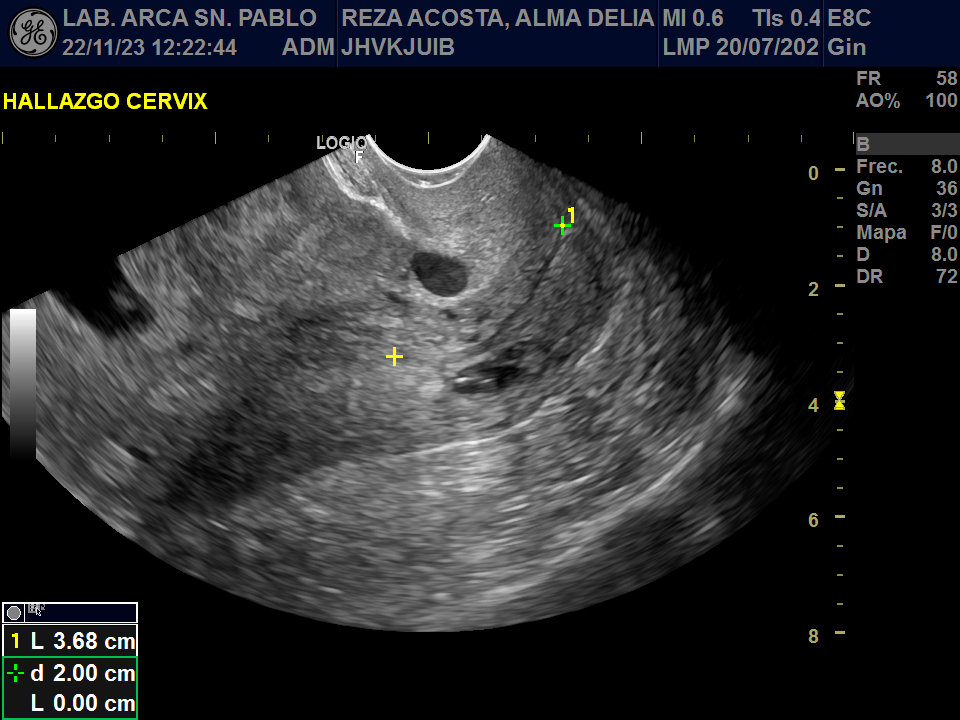 LAB. ARCA SN. PABLO
REZA ACOSTA, ALMA DELIA
MI 0.6 TIs 0.4
E8C
22/11/23 12:22:44 ADM
JHVKJUIB
LMP 20/07/202
Gin
HALLAZGO CERVIX
FR 58
AO% 100
B
Frec. 8.0
Gn 36
S/A 3/3
Mapa F/0
D 8.0
DR 72
LOGIQ
F
1
0
2
4
6
8
1 L 3.68 cm
d 2.00 cm
L 0.00 cm